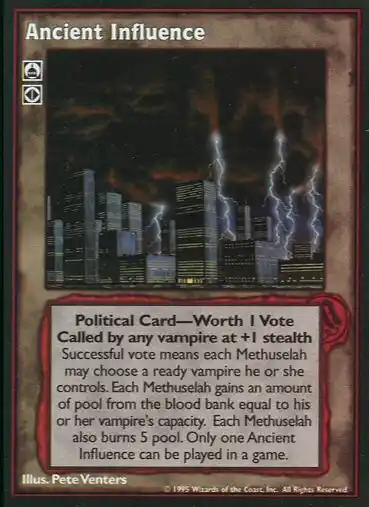 Ancient Influence
Political Card—Worth 1 Vote
Called by any vampire at +1 stealth
Successful vote means each Methuselah
may choose a ready vampire he or she
controls. Each Methuselah gains an amount
of pool from the blood bank equal to his
or her vampire's capacity. Each Methuselah
also burns 5 pool. Only one Ancient
Influence can be played in a game.
Illus. Pete Venters
© 1995 Wizards of the Coast, Inc. All Rights Reserved.